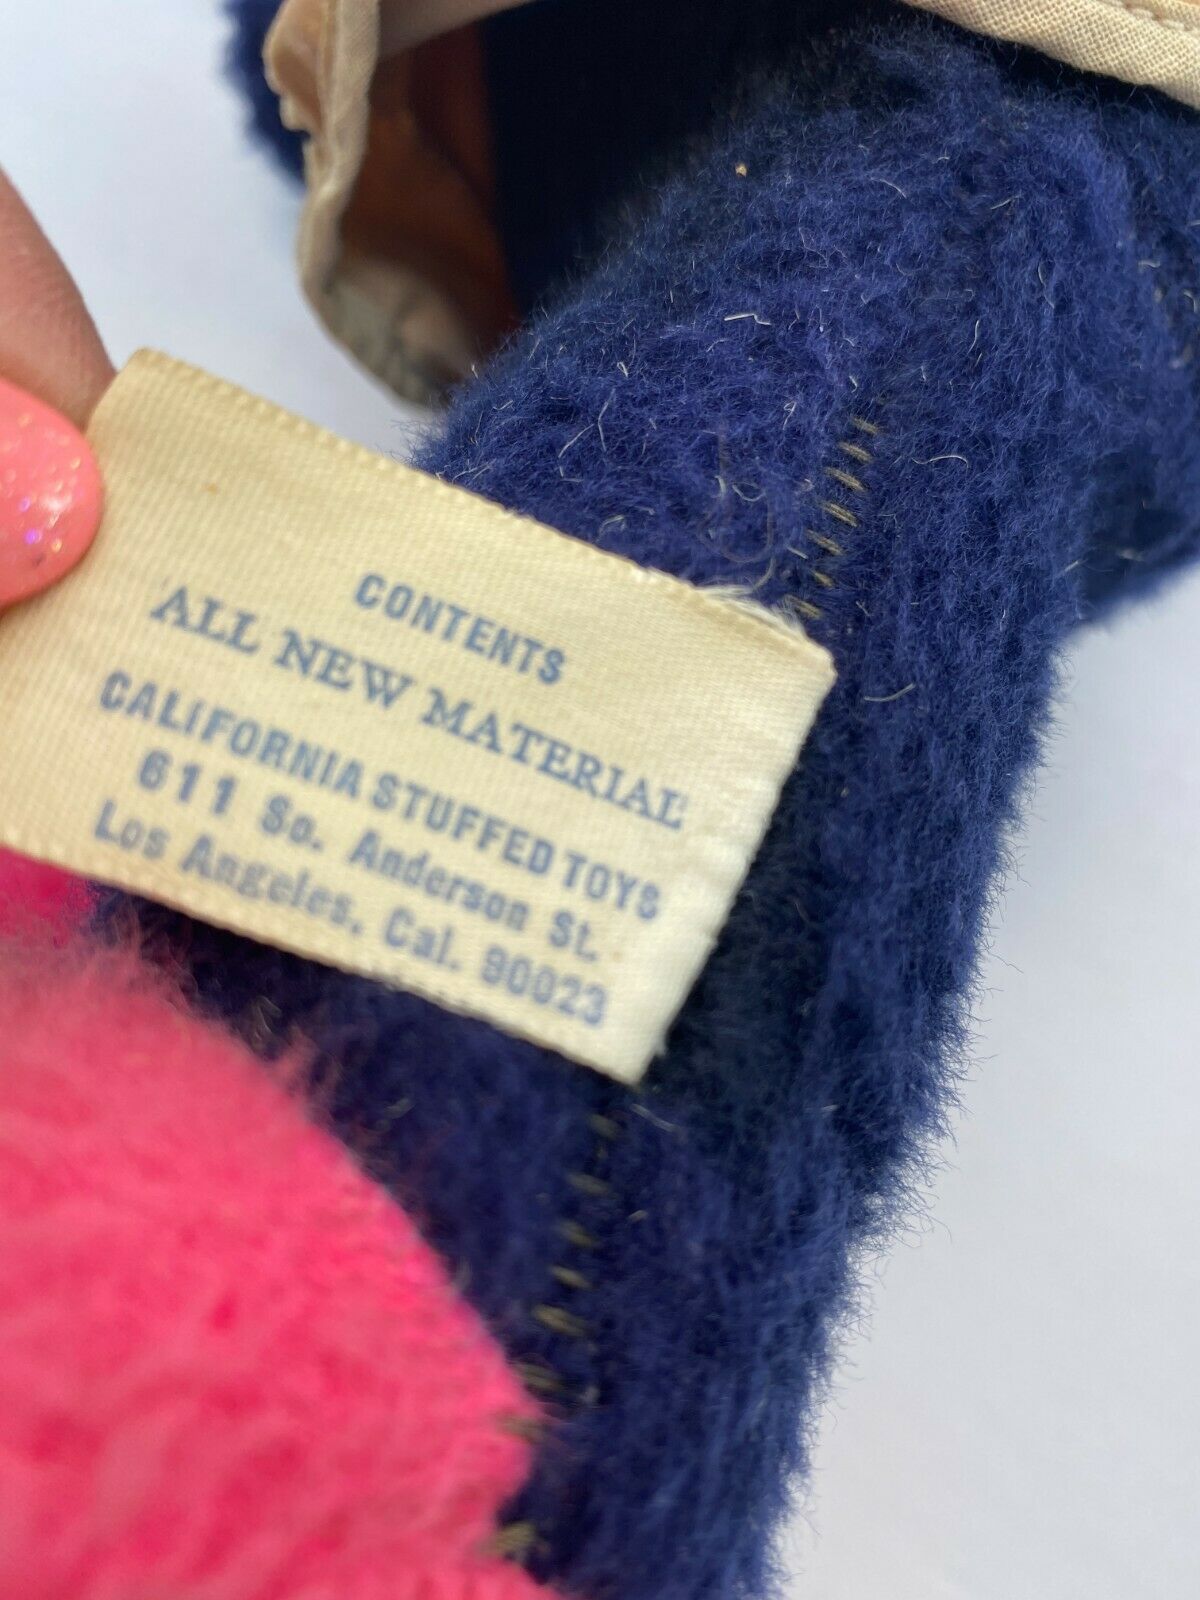 CONTENTS
ALL NEW MATERIAL
CALIFORNIA STUFFED TOYS
611 So. Anderson St.
Los Angeles, Cal. 90023